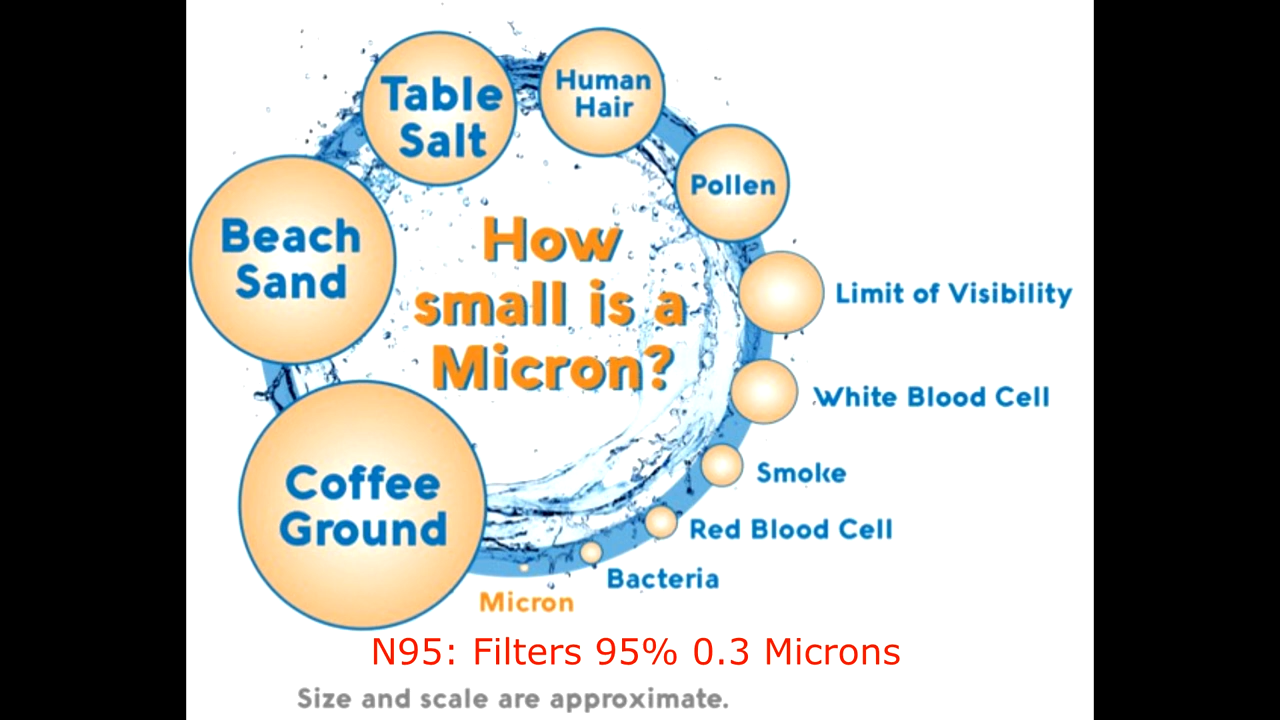 How
small is a
Micron?
Table
Salt
Human
Hair
Pollen
Beach
Sand
Limit of Visibility
White Blood Cell
Smoke
Coffee
Ground
Red Blood Cell
Bacteria
Micron
N95: Filters 95% 0.3 Microns
Size and scale are approximate.